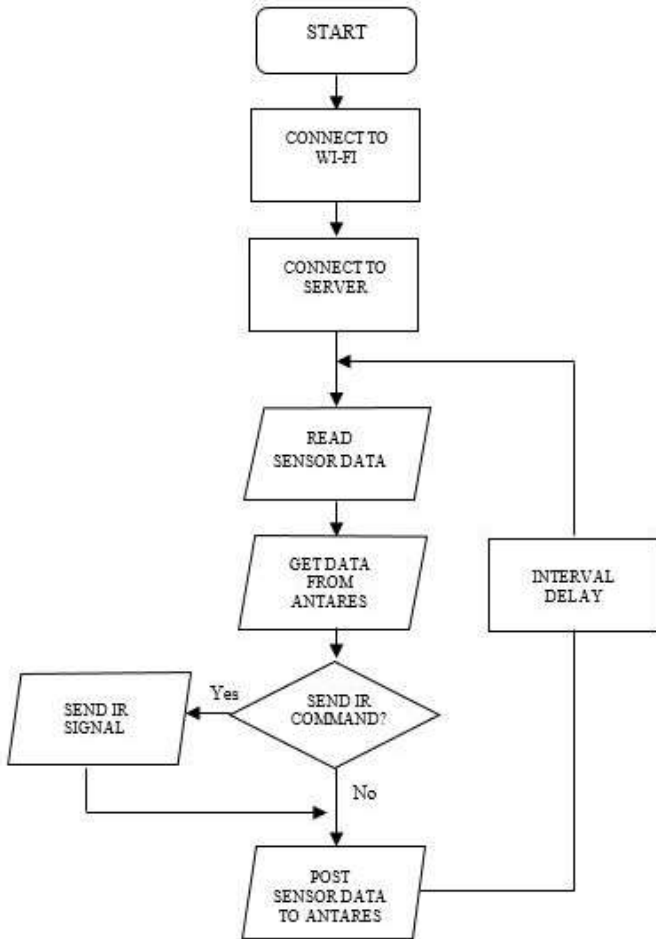 START
CONNECT TO
WI-FI
CONNECT TO
SERVER
READ
SENSOR DATA
GET DATA
FROM
ANTARES
INTERVAL
DELAY
SEND IR
COMMAND?
Yes
SEND IR
SIGNAL
No
POST
SENSOR DATA
TO ANTARES